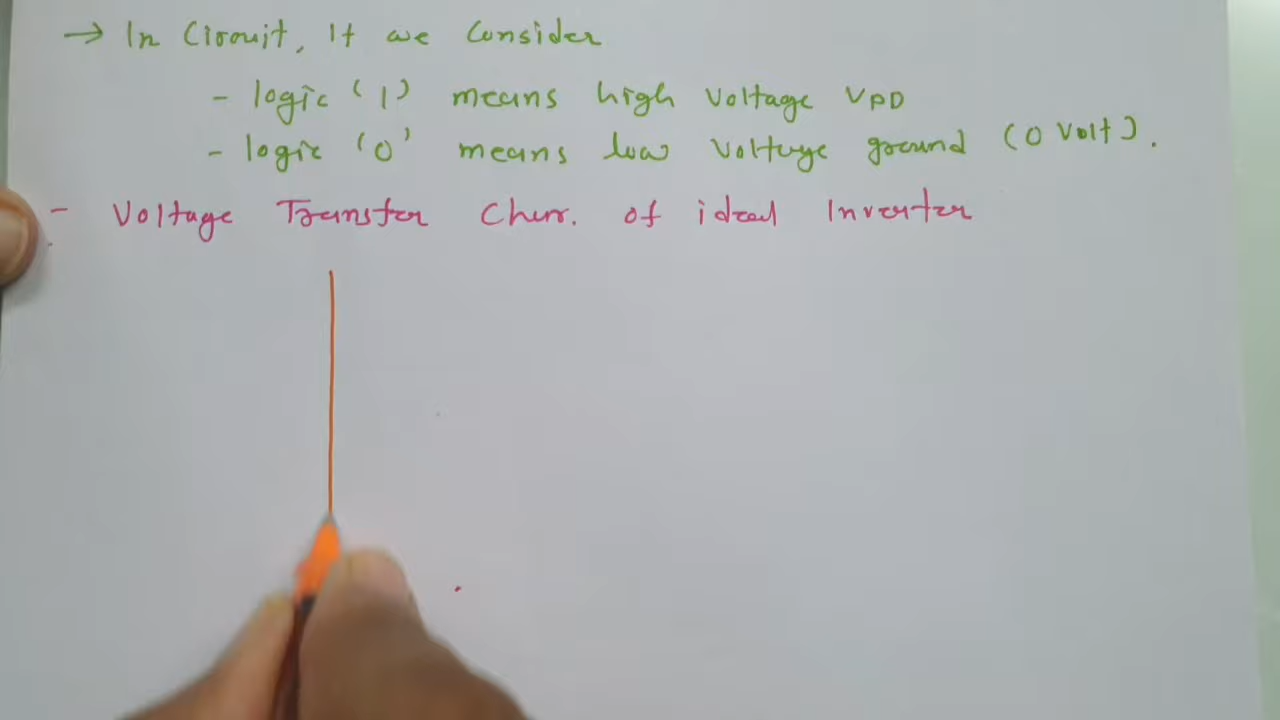 → In Circuit, If we Consider
- logic '1' means high voltage VDD
- logic '0' means low voltage ground (0 volt).
- Voltage Transfer Char. of ideal Inverter